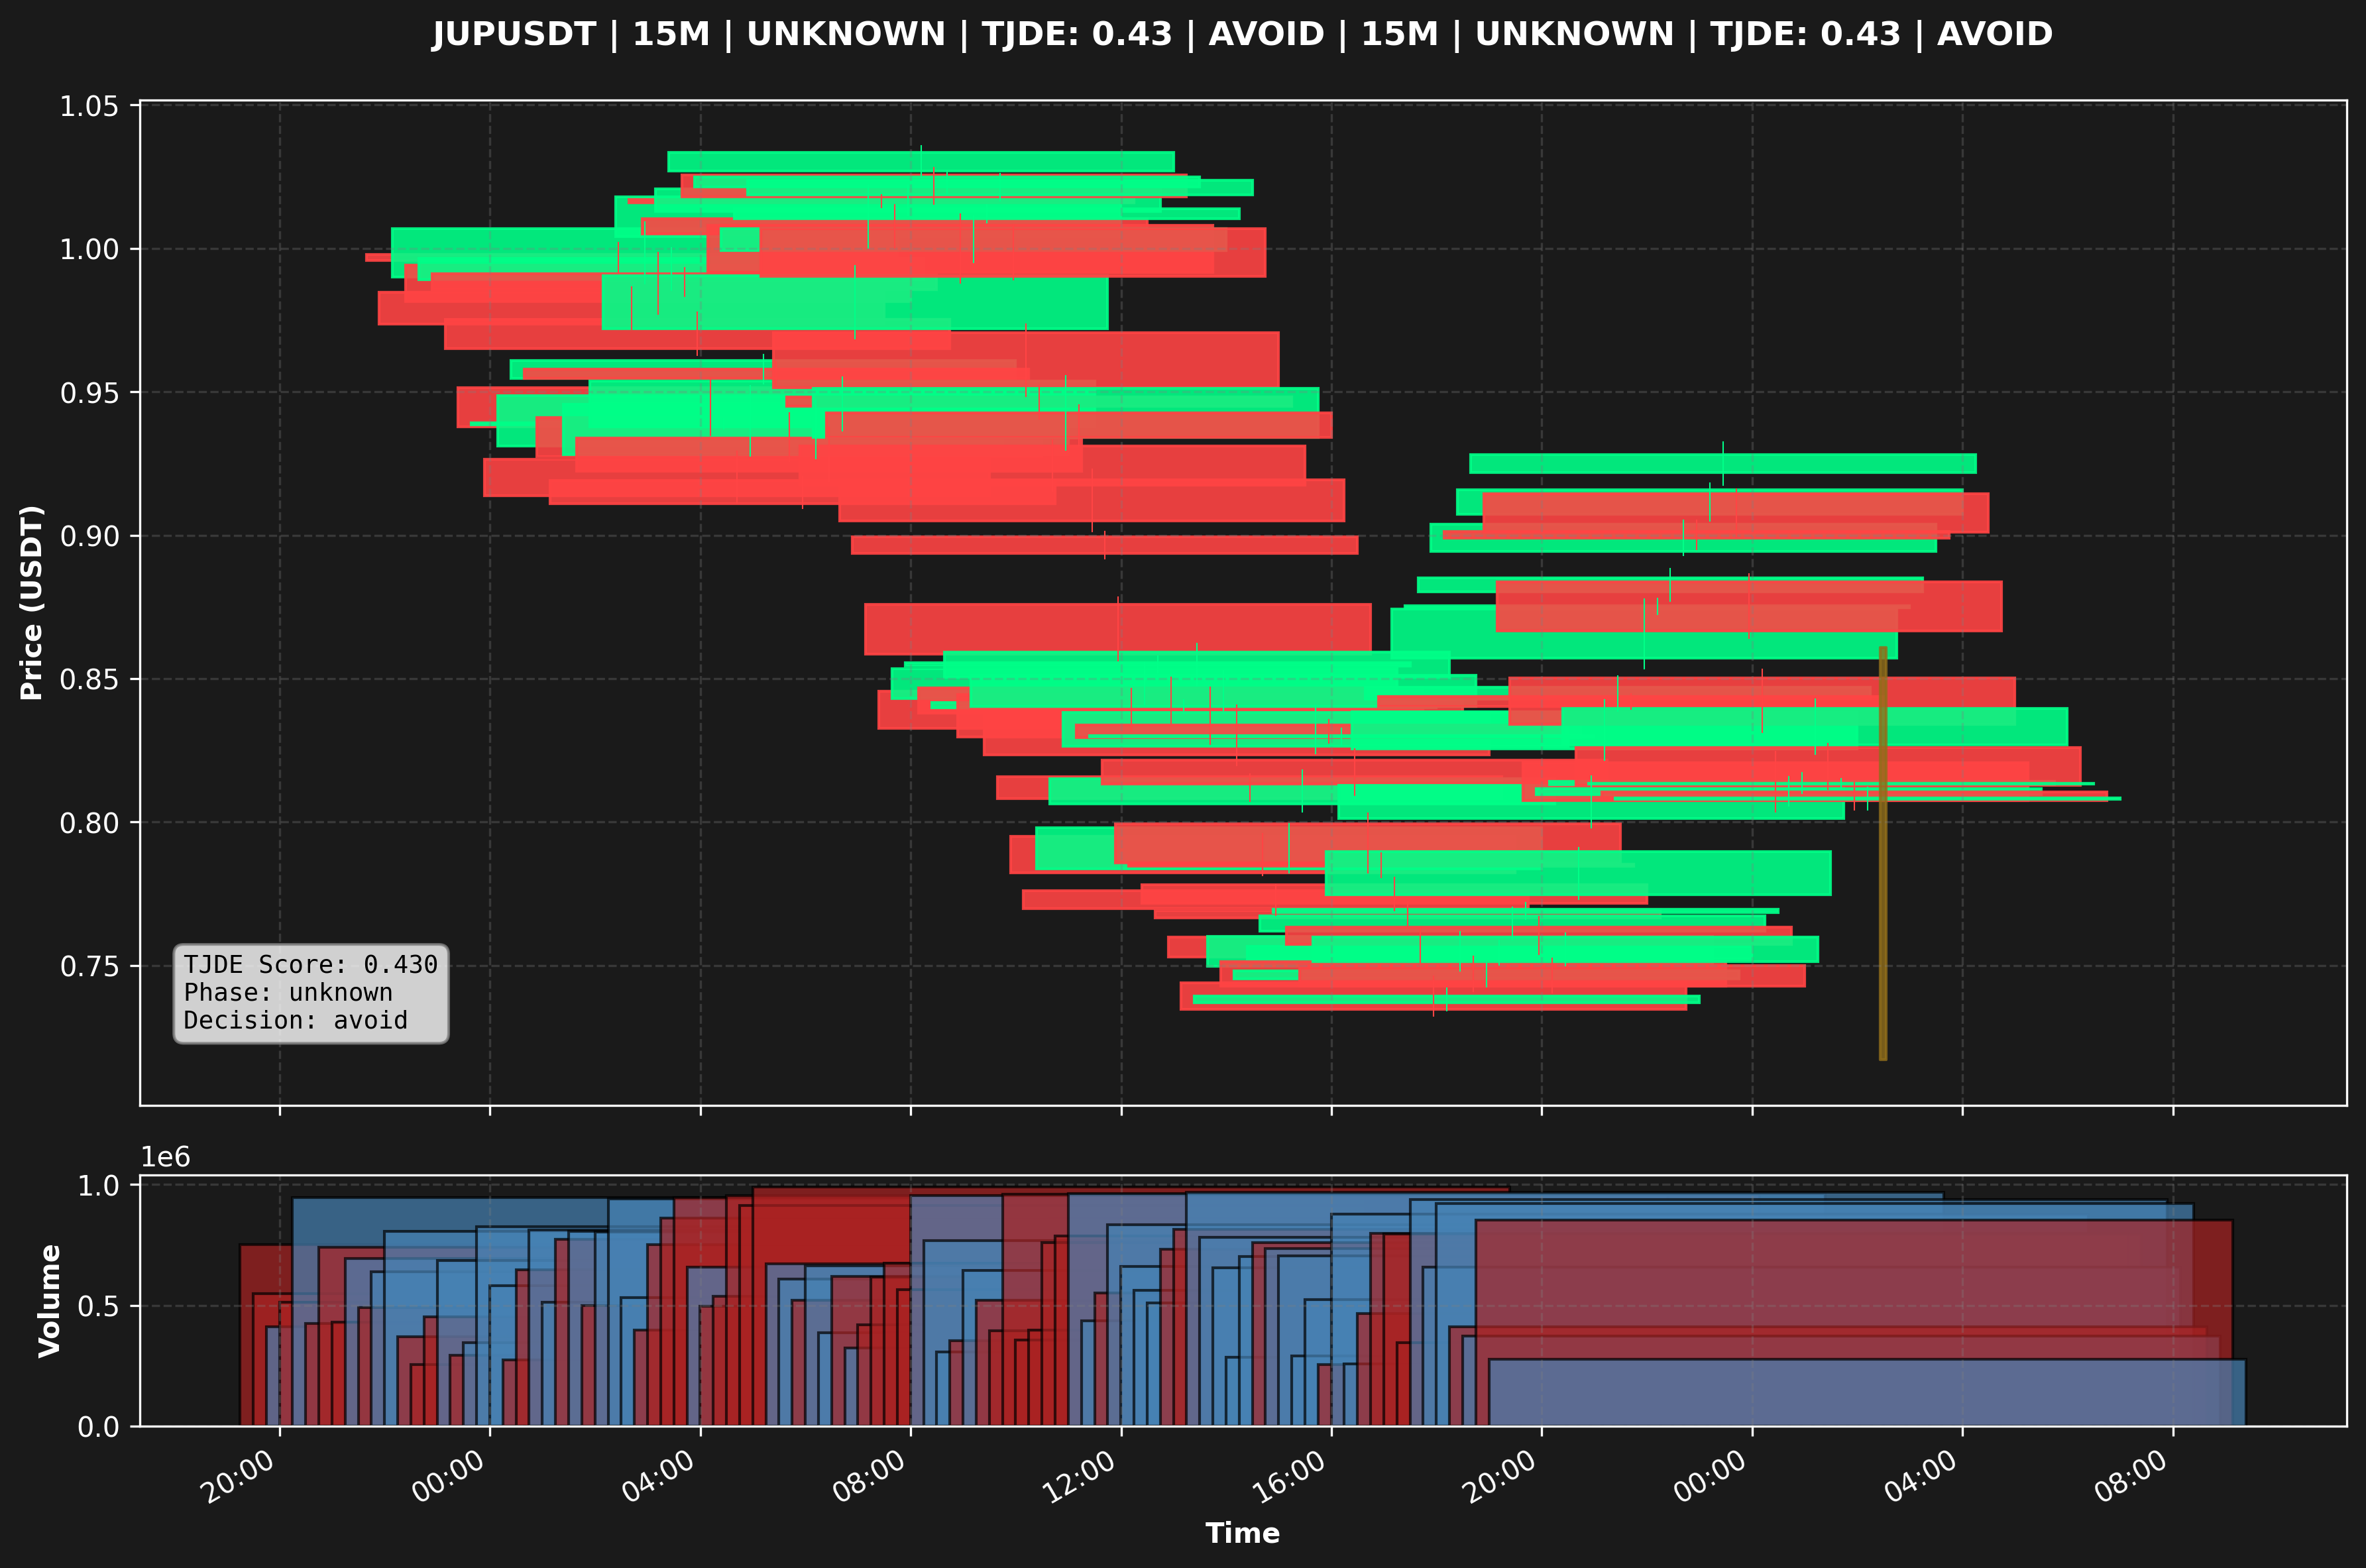 JUPUSDT | 15M | UNKNOWN | TJDE: 0.43 | AVOID | 15M | UNKNOWN | TJDE: 0.43 | AVOID
1.05
1.00
0.95
0.90
0.85
0.80
0.75
Price (USDT)
TJDE Score: 0.430
Phase: unknown
Decision: avoid
1e6
1.0
0.5
0.0
Volume
20:00 00:00 04:00 08:00 12:00 16:00 20:00 00:00 04:00 08:00
Time